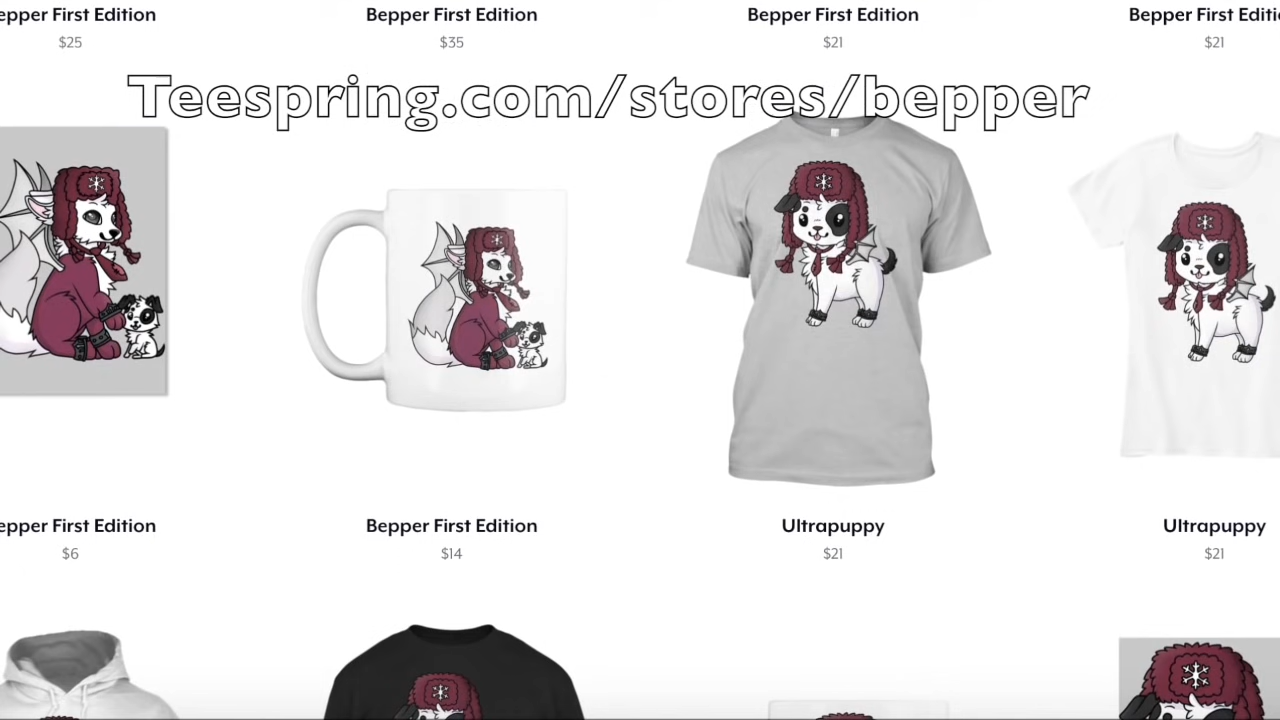 epper First Edition
Bepper First Edition
Bepper First Edition
Bepper First Editi
$25
$35
$21
$21
Teespring.com/stores/bepper
epper First Edition
Bepper First Edition
Ultrapuppy
Ultrapuppy
$6
$14
$21
$21